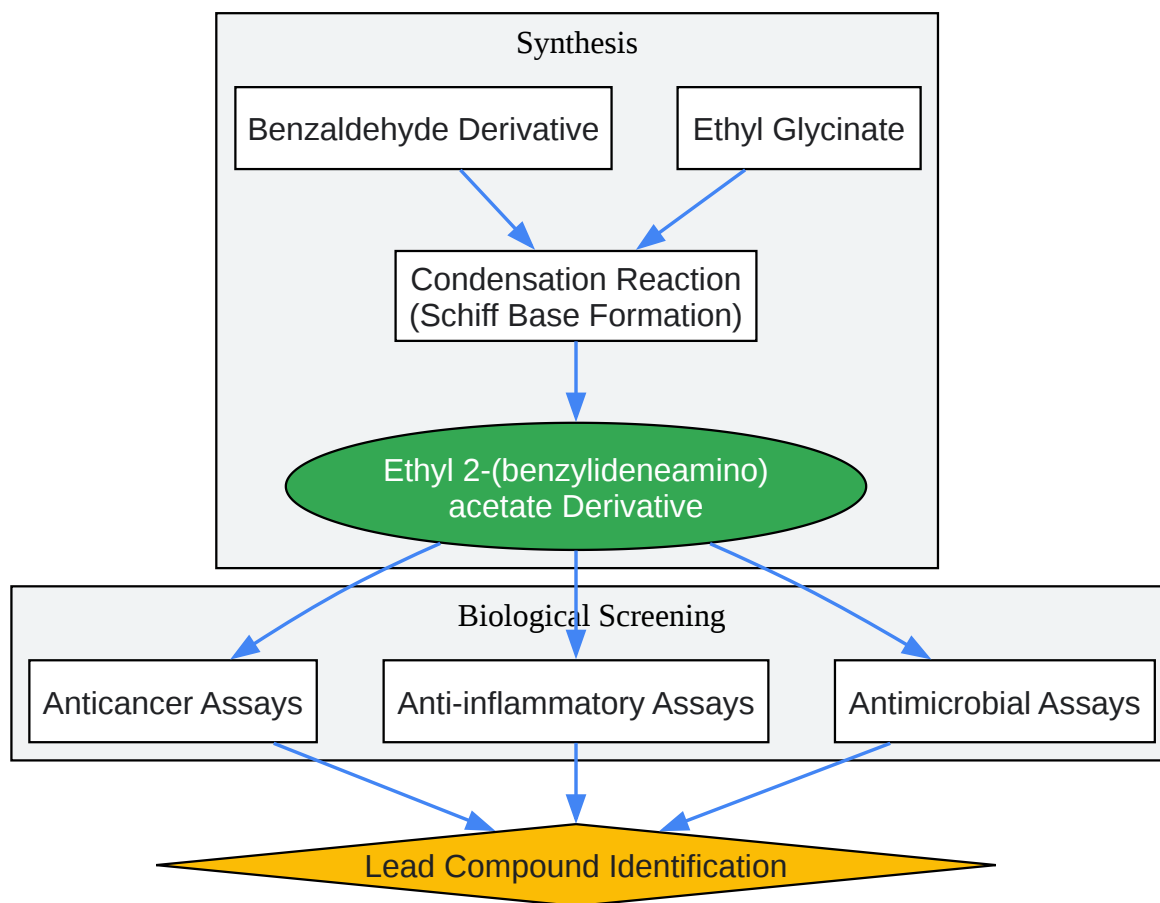 Synthesis
Benzaldehyde Derivative
Ethyl Glycinate
Condensation Reaction
(Schiff Base Formation)
Ethyl 2-(benzylideneamino)
acetate Derivative
Biological Screening
Anticancer Assays
Anti-inflammatory Assays
Antimicrobial Assays
Lead Compound Identification